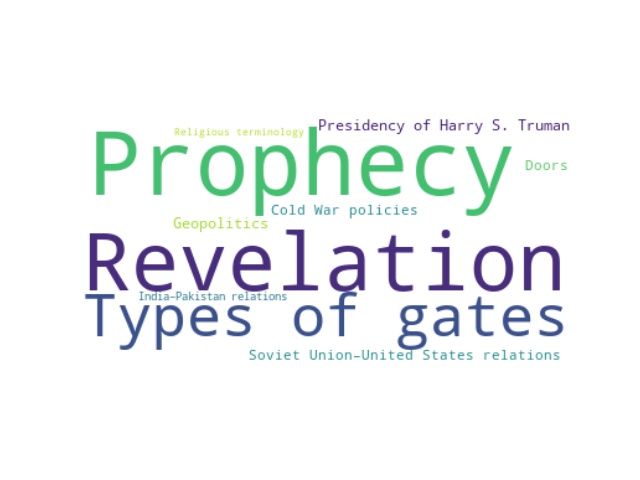 Religious terminology
Presidency of Harry S. Truman
Prophecy
Doors
Cold War policies
Geopolitics
Revelation
India–Pakistan relations
Types of gates
Soviet Union–United States relations